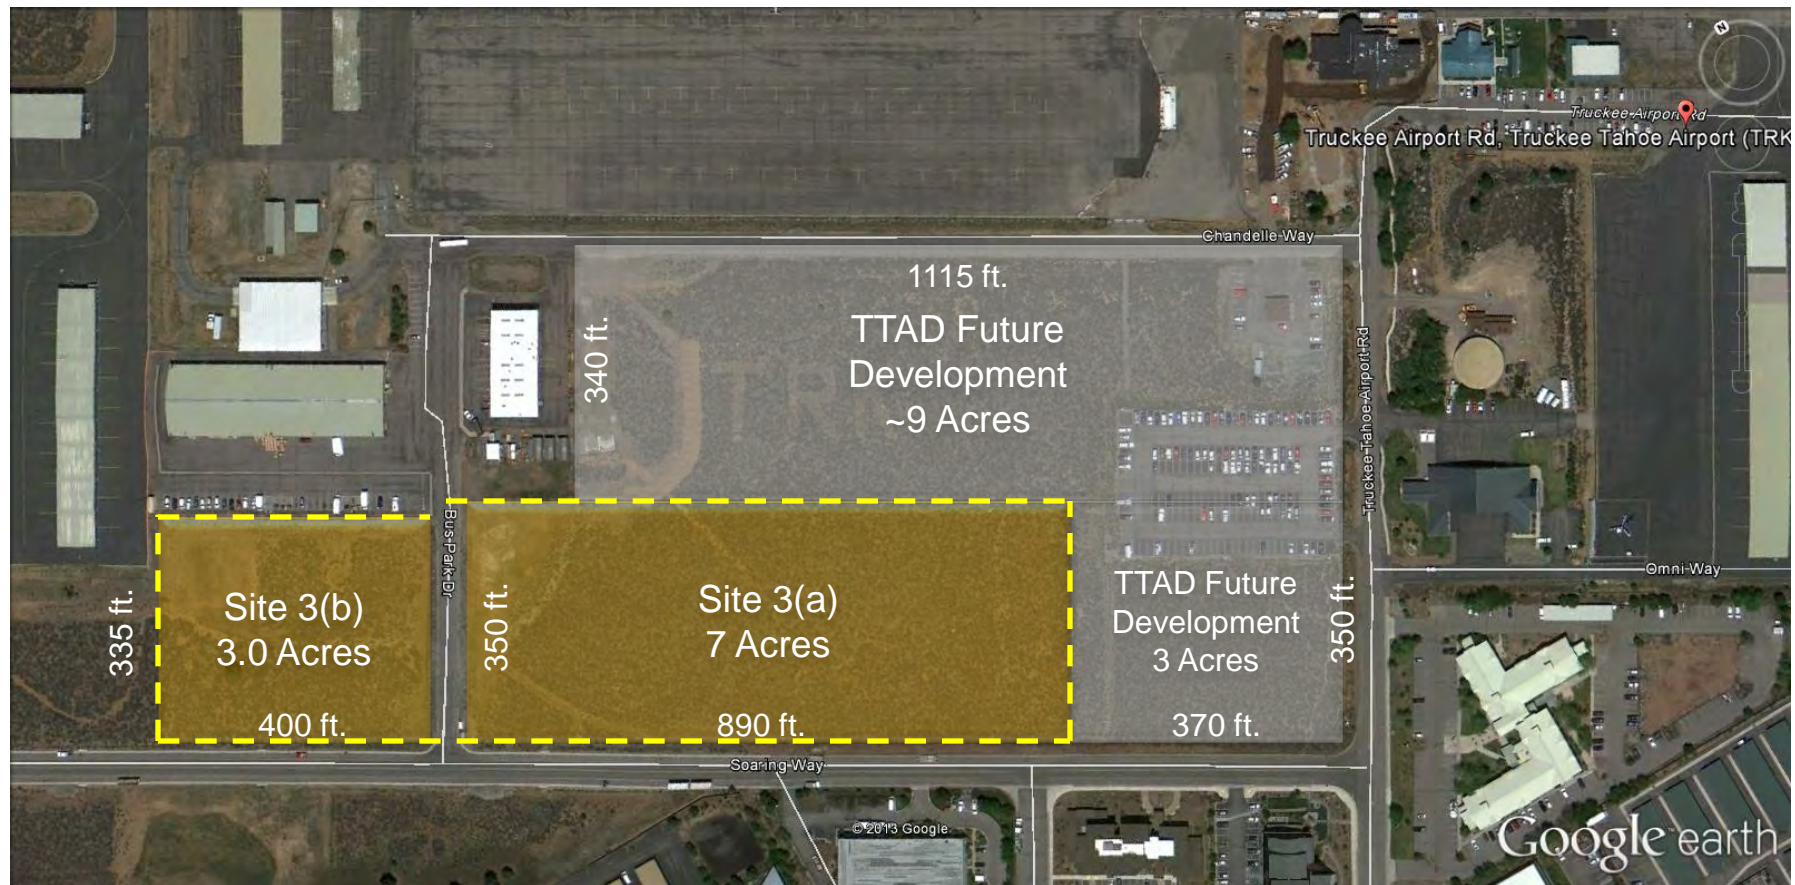 N
Truckee Airport Rd
Truckee Airport Rd, Truckee Tahoe Airport (TRK
Chandelle Way
1115 ft.
340 ft.
TTAD Future
Development
~9 Acres
Truckee Tahoe Airport Rd
Bus Park Dr
Omni Way
335 ft.
Site 3(b)
3.0 Acres
400 ft.
350 ft.
Site 3(a)
7 Acres
890 ft.
TTAD Future
Development
3 Acres
370 ft.
350 ft.
Soaring Way
© 2013 Google
Google earth